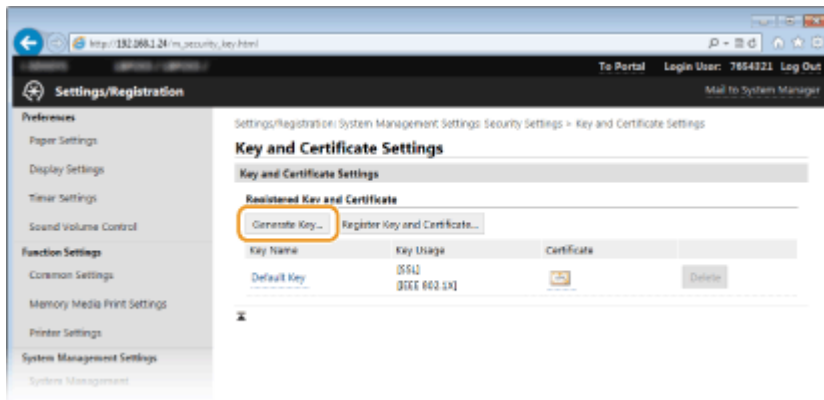 http://192.168.1.24/m_security_key.html
To Portal Login User: 7654321 Log Out
Settings/Registration
Mail to System Manager
Preferences
Paper Settings
Display Settings
Timer Settings
Sound Volume Control
Function Settings
Common Settings
Memory Media Print Settings
Printer Settings
System Management Settings
System Management
Settings/Registration: System Management Settings: Security Settings > Key and Certificate Settings
Key and Certificate Settings
Key and Certificate Settings
Registered Key and Certificate
Generate Key... Register Key and Certificate...
Key Name Key Usage Certificate
Default Key [SSL] Delete
[IEEE 802.1X]